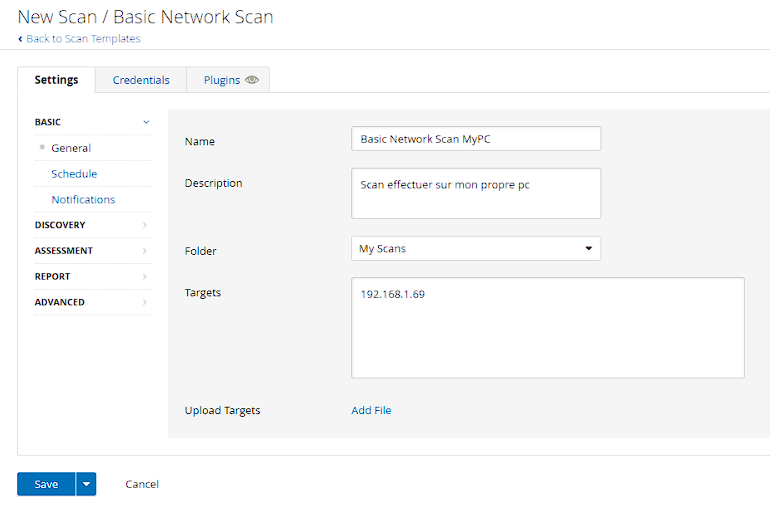 New Scan / Basic Network Scan
Back to Scan Templates
Settings
Credentials
Plugins
BASIC
General
Schedule
Notifications
DISCOVERY
ASSESSMENT
REPORT
ADVANCED
Name
Basic Network Scan MyPC
Description
Scan effectuer sur mon propre pc
Folder
My Scans
Targets
192.168.1.69
Upload Targets
Add File
Save
Cancel